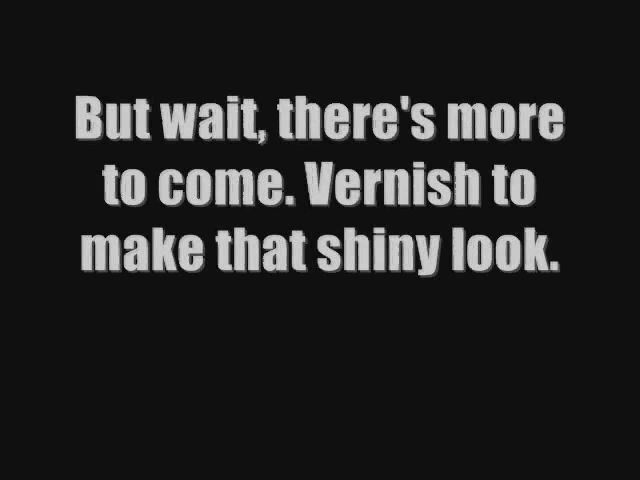 But wait, there's more
to come. Vernish to
make that shiny look.